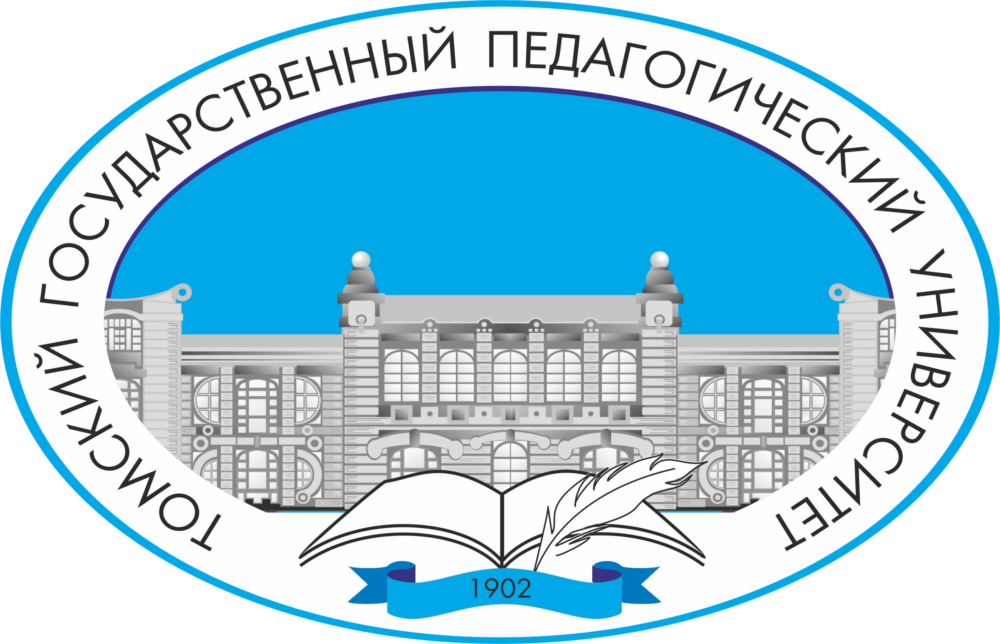 ТОМСКИЙ ГОСУДАРСТВЕННЫЙ ПЕДАГОГИЧЕСКИЙ УНИВЕРСИТЕТ
1902